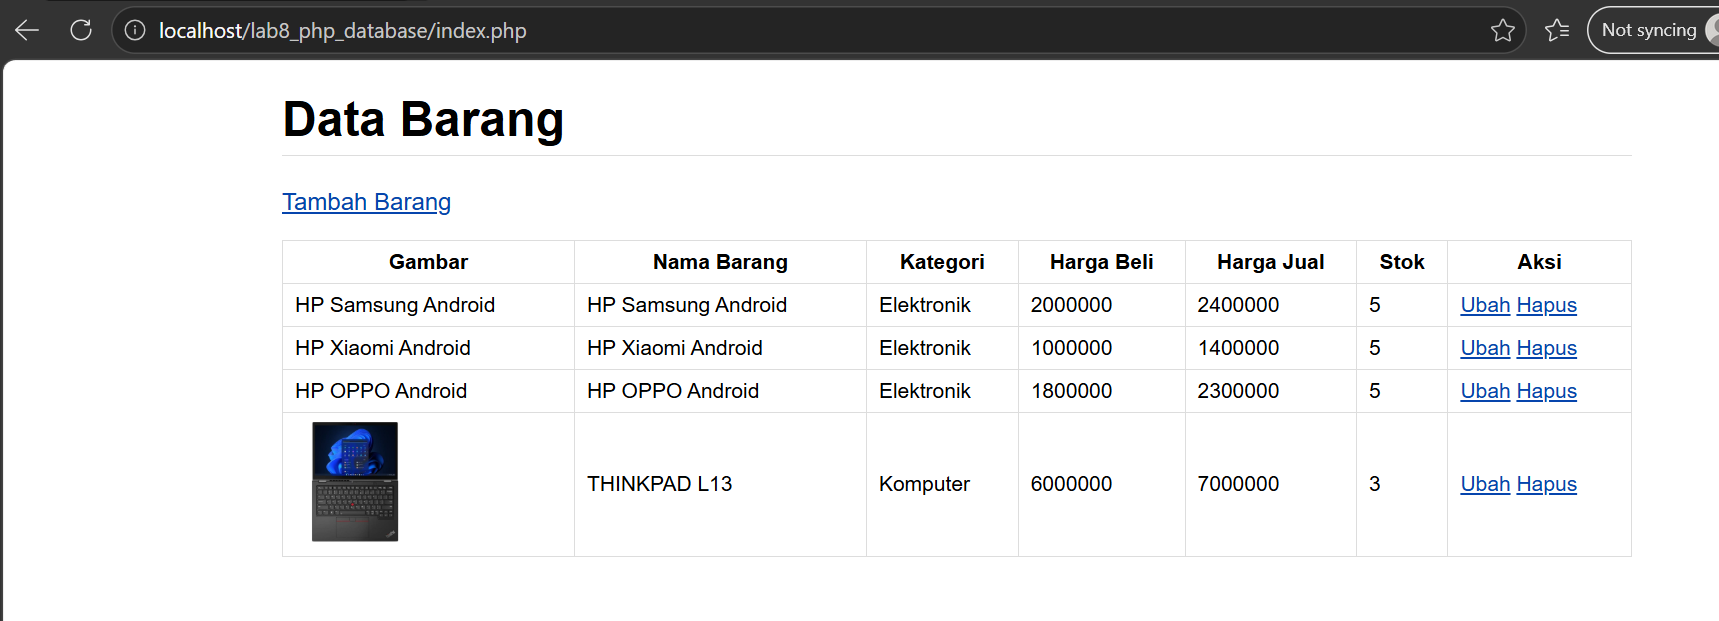 localhost/lab8_php_database/index.php Not syncing
Data Barang
Tambah Barang
Gambar Nama Barang Kategori Harga Beli Harga Jual Stok Aksi
HP Samsung Android HP Samsung Android Elektronik 2000000 2400000 5 Ubah Hapus
HP Xiaomi Android HP Xiaomi Android Elektronik 1000000 1400000 5 Ubah Hapus
HP OPPO Android HP OPPO Android Elektronik 1800000 2300000 5 Ubah Hapus
THINKPAD L13 Komputer 6000000 7000000 3 Ubah Hapus